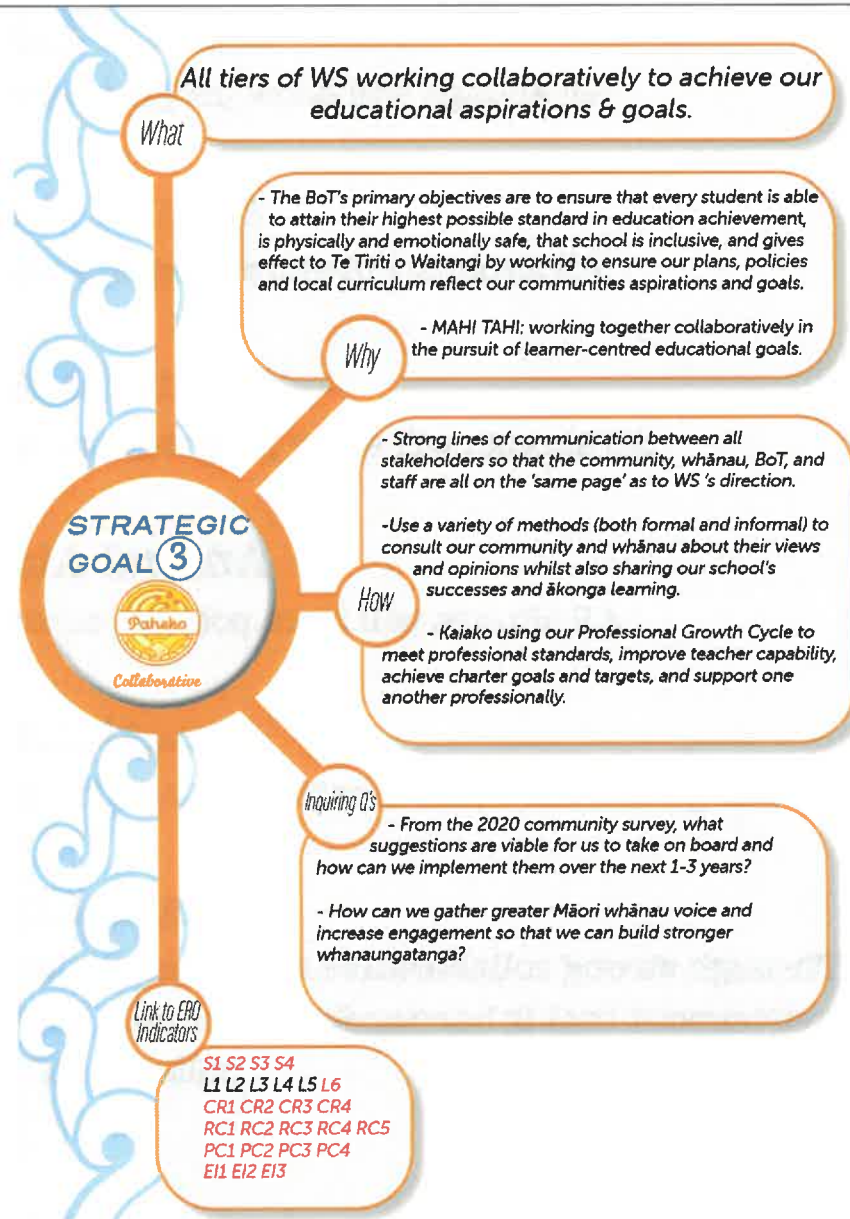 All tiers of WS working collaboratively to achieve our
educational aspirations & goals.
What
- The BoT's primary objectives are to ensure that every student is able
to attain their highest possible standard in education achievement,
is physically and emotionally safe, that school is inclusive, and gives
effect to Te Tiriti o Waitangi by working to ensure our plans, policies
and local curriculum reflect our communities aspirations and goals.
- MAHI TAHI: working together collaboratively in
the pursuit of learner-centred educational goals.
Why
- Strong lines of communication between all
stakeholders so that the community, whānau, BoT, and
staff are all on the 'same page' as to WS 's direction.
-Use a variety of methods (both formal and informal) to
consult our community and whānau about their views
and opinions whilst also sharing our school's
successes and ākonga learning.
- Kaiako using our Professional Growth Cycle to
meet professional standards, improve teacher capability,
achieve charter goals and targets, and support one
another professionally.
How
STRATEGIC
GOAL 3
Paheko
Collaborative
Inquiring Q's
- From the 2020 community survey, what
suggestions are viable for us to take on board and
how can we implement them over the next 1-3 years?
- How can we gather greater Māori whānau voice and
increase engagement so that we can build stronger
whanaungatanga?
Link to ERO
Indicators
S1 S2 S3 S4
L1 L2 L3 L4 L5 L6
CR1 CR2 CR3 CR4
RC1 RC2 RC3 RC4 RC5
PC1 PC2 PC3 PC4
EI1 EI2 EI3